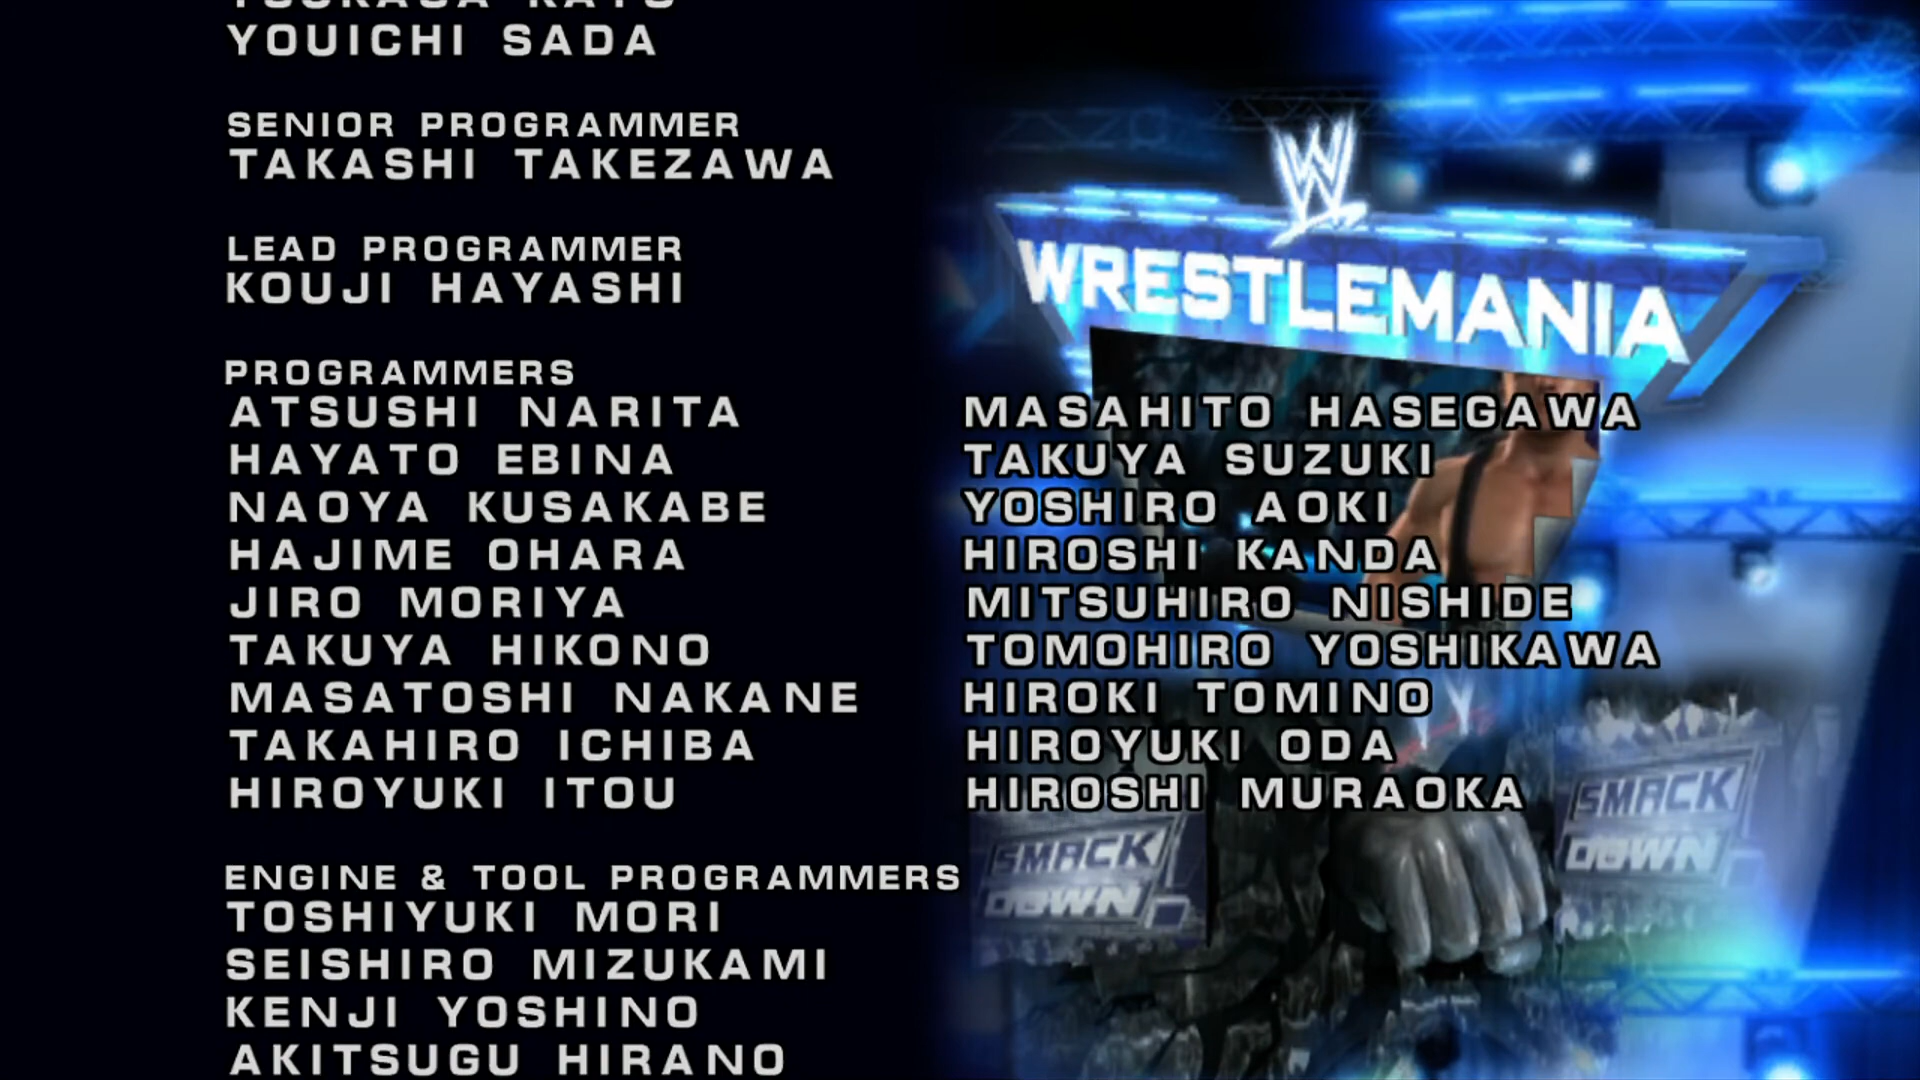 YOUICHI SADA
SENIOR PROGRAMMER
TAKASHI TAKEZAWA
LEAD PROGRAMMER
KOUJI HAYASHI
PROGRAMMERS
ATSUSHI NARITA MASAHITO HASEGAWA
HAYATO EBINA TAKUYA SUZUKI
NAOYA KUSAKABE YOSHIRO AOKI
HAJIME OHARA HIROSHI KANDA
JIRO MORIYA MITSUHIRO NISHIDE
TAKUYA HIKONO TOMOHIRO YOSHIKAWA
MASATOSHI NAKANE HIROKI TOMINO
TAKAHIRO ICHIBA HIROYUKI ODA
HIROYUKI ITOU HIROSHI MURAOKA
ENGINE & TOOL PROGRAMMERS
TOSHIYUKI MORI
SEISHIRO MIZUKAMI
KENJI YOSHINO
AKITSUGU HIRANO
W
WRESTLEMANIA
SMACK
DOWN!
SMACK
DOWN!